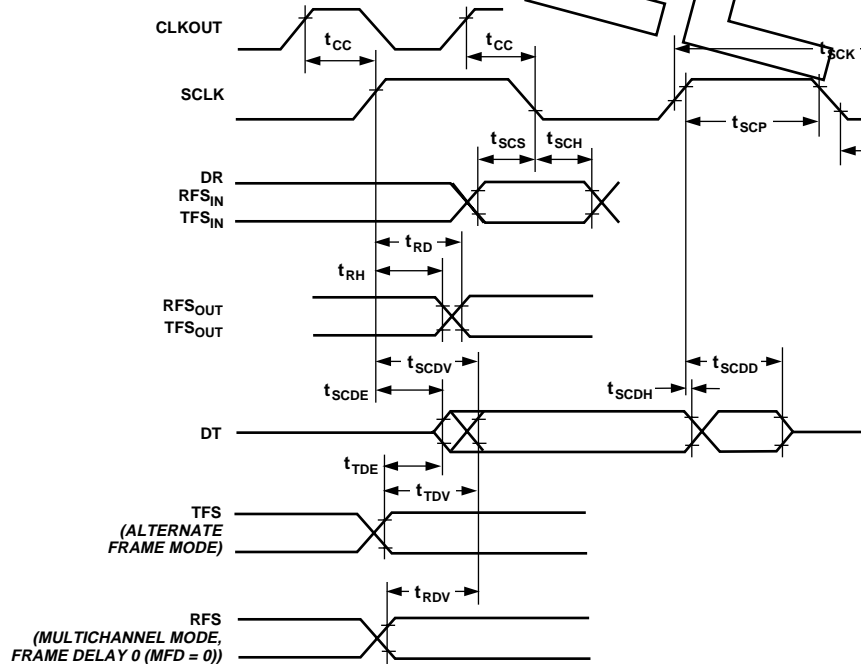 CLKOUT
tCC
tCC
tSCK
SCLK
tSCP
tSCS
tSCH
DR
RFSIN
TFSIN
tRD
tRH
RFSOUT
TFSOUT
tSCDV
tSCDD
tSCDE
tSCDH
DT
tTDE
tTDV
TFS
(ALTERNATE
FRAME MODE)
tRDV
RFS
(MULTICHANNEL MODE,
FRAME DELAY 0 (MFD = 0))